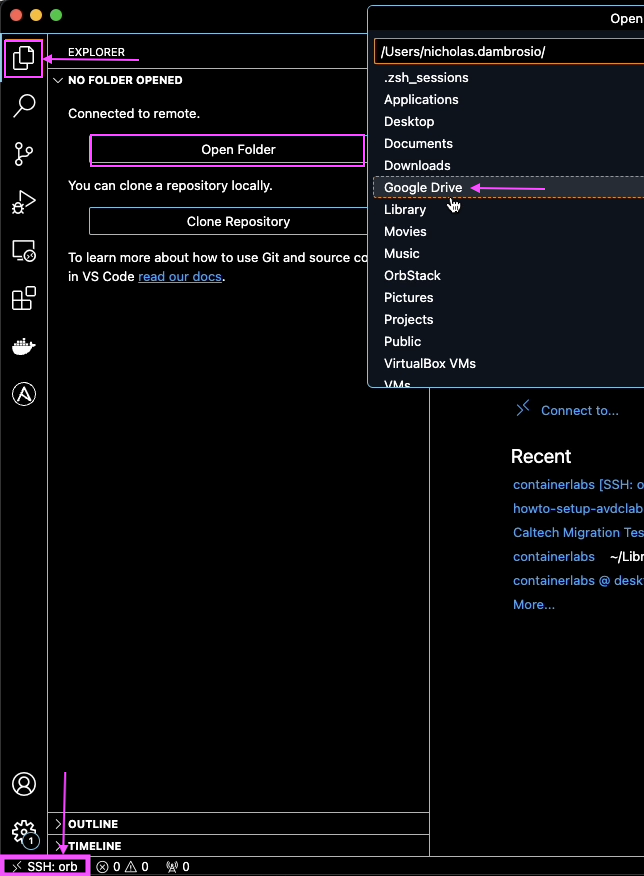 Open
EXPLORER
/Users/nicholas.dambrosio/
NO FOLDER OPENED
.zsh_sessions
Applications
Connected to remote.
Desktop
Documents
Open Folder
Downloads
You can clone a repository locally.
Google Drive
Library
Clone Repository
Movies
Music
To learn more about how to use Git and source co
in VS Code read our docs.
OrbStack
Pictures
Projects
Public
VirtualBox VMs
VMs
Connect to...
Recent
containerlabs [SSH: o
howto-setup-avdclab
Caltech Migration Tes
containerlabs ~/Libr
containerlabs @ desk
More...
OUTLINE
1
TIMELINE
SSH: orb 0 0 0